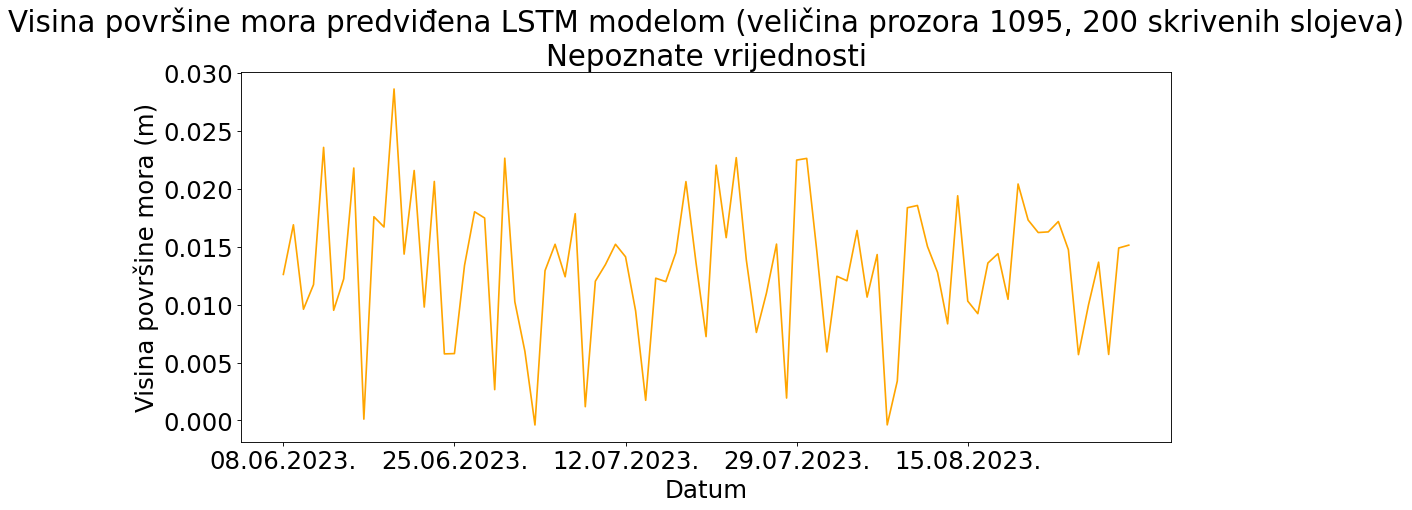 Visina površine mora predviđena LSTM modelom (veličina prozora 1095, 200 skrivenih slojeva)
Nepoznate vrijednosti
Visina površine mora (m)
0.030
0.025
0.020
0.015
0.010
0.005
0.000
08.06.2023. 25.06.2023. 12.07.2023. 29.07.2023. 15.08.2023.
Datum